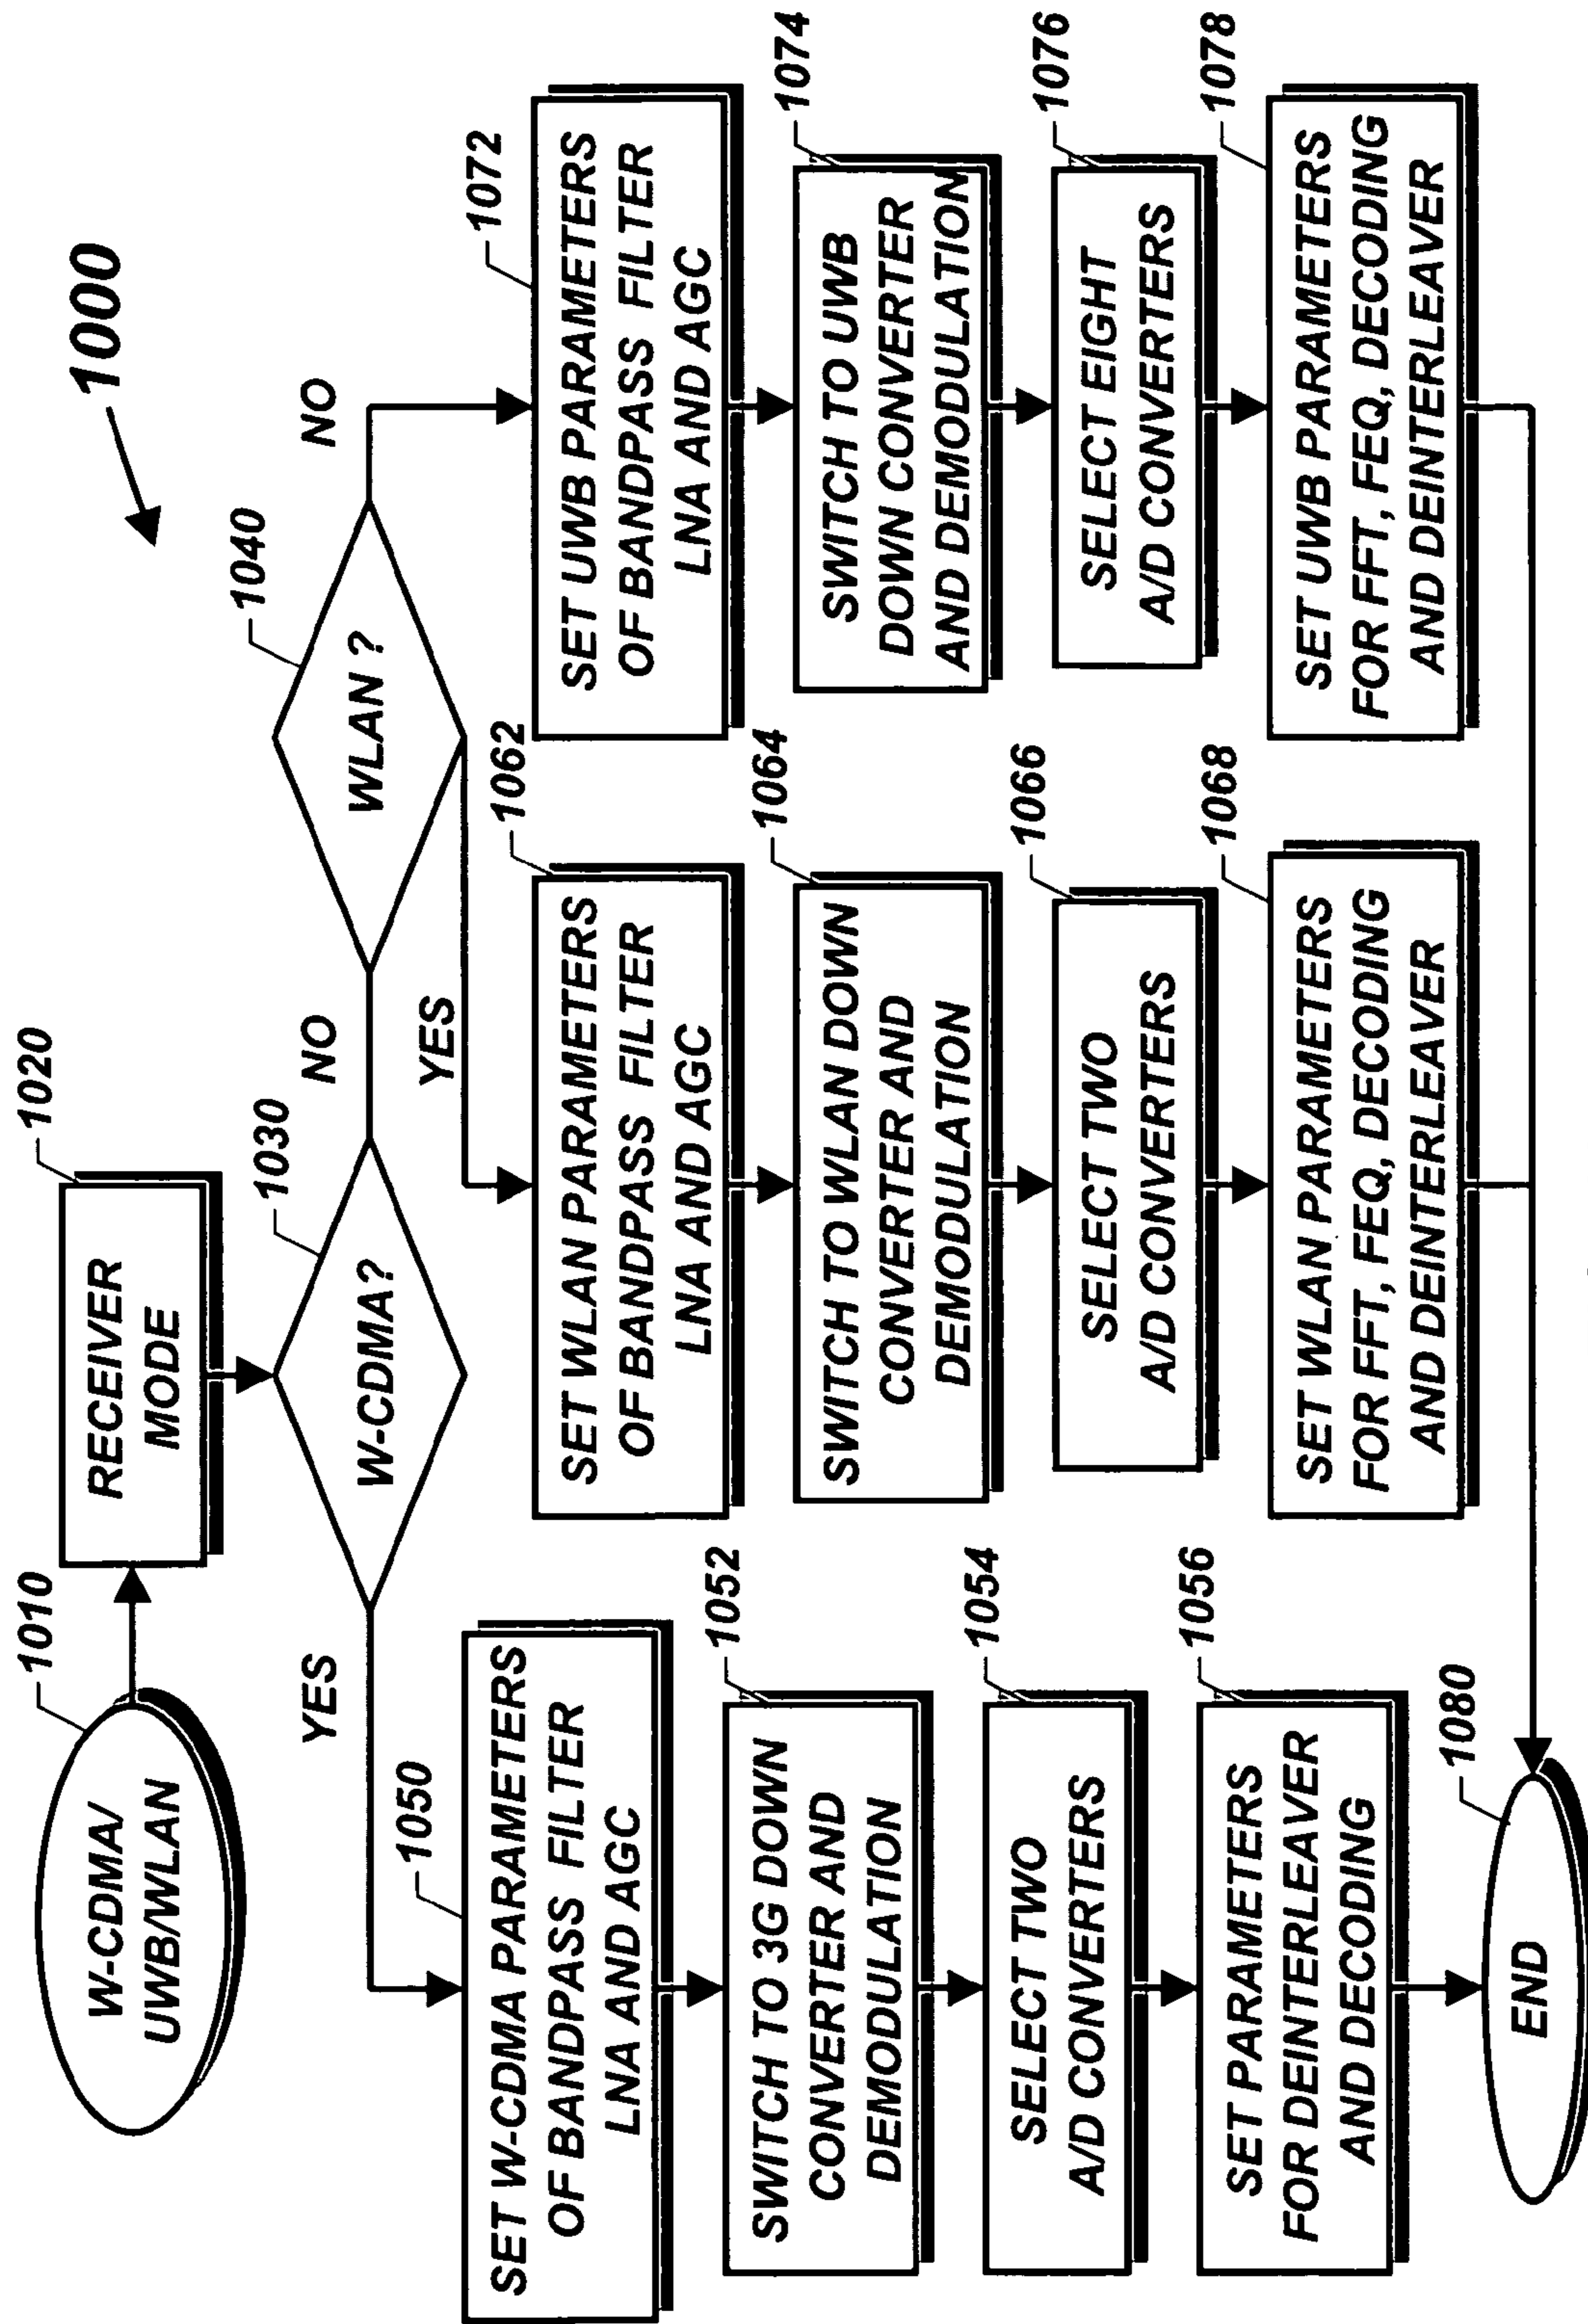 1000
W-CDMA/
UWB/WLAN
1010
RECEIVER
MODE
1020
W-CDMA?
1030
YES
NO
WLAN ?
1040
YES
NO
SET W-CDMA PARAMETERS
OF BANDPASS FILTER
LNA AND AGC
1050
SWITCH TO 3G DOWN
CONVERTER AND
DEMODULATION
1052
SELECT TWO
A/D CONVERTERS
1054
SET PARAMETERS
FOR DEINTERLEAVER
AND DECODING
1056
SET WLAN PARAMETERS
OF BANDPASS FILTER
LNA AND AGC
1062
SWITCH TO WLAN DOWN
CONVERTER AND
DEMODULATION
1064
SELECT TWO
A/D CONVERTERS
1066
SET WLAN PARAMETERS
FOR FFT, FEQ, DECODING
AND DEINTERLEAVER
1068
SET UWB PARAMETERS
OF BANDPASS FILTER
LNA AND AGC
1072
SWITCH TO UWB
DOWN CONVERTER
AND DEMODULATION
1074
SELECT EIGHT
A/D CONVERTERS
1076
SET UWB PARAMETERS
FOR FFT, FEQ, DECODING
AND DEINTERLEAVER
1078
END
1080